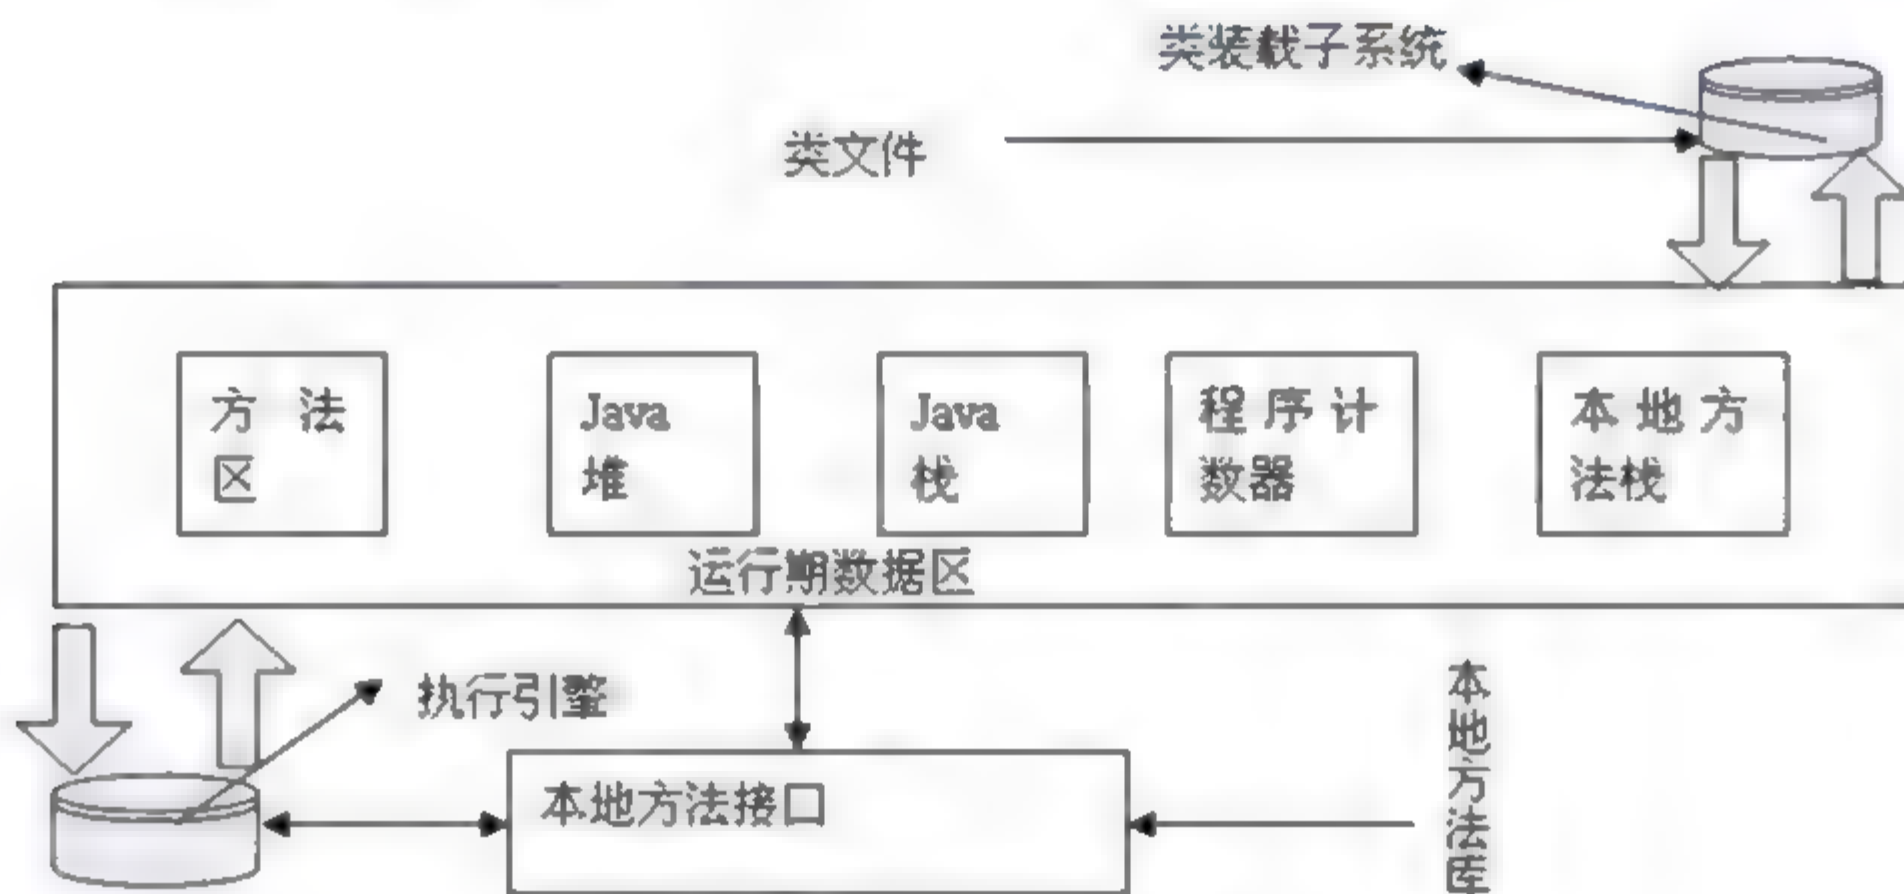 类装载子系统
类文件
方 法
区
Java
堆
Java
栈
程 序 计
数器
本 地 方
法栈
运行期数据区
执行引擎
本地方法接口
本地方法库